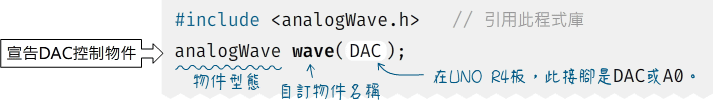 #include <analogWave.h>   // 引用此程式庫
宣告DAC控制物件
analogWave wave(DAC);
物件型態
自訂物件名稱
在UNO R4板，此接腳是DAC或A0。